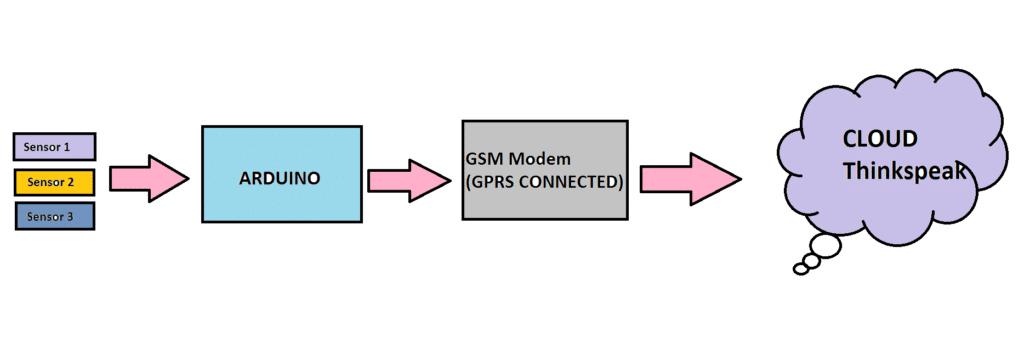 Sensor 1
Sensor 2
Sensor 3
ARDUINO
GSM Modem
(GPRS CONNECTED)
CLOUD
Thinkspeak